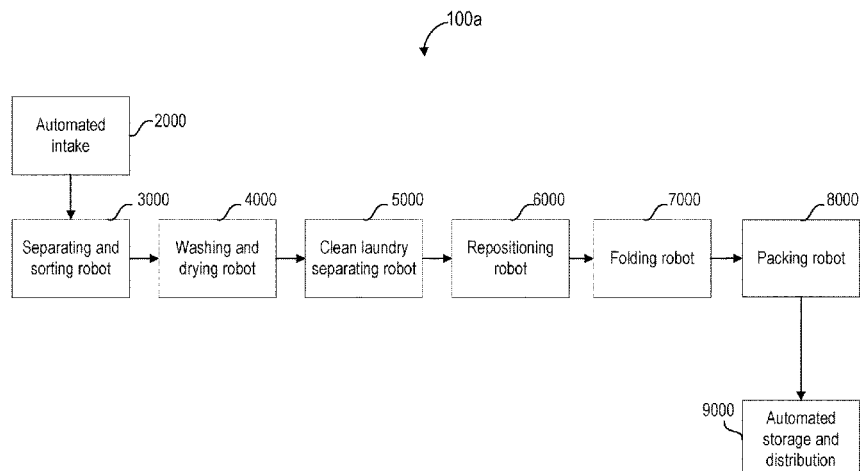 100a
Automated
intake
2000
3000
Separating and
sorting robot
4000
Washing and
drying robot
5000
Clean laundry
separating robot
6000
Repositioning
robot
7000
Folding robot
8000
Packing robot
9000
Automated
storage and
distribution